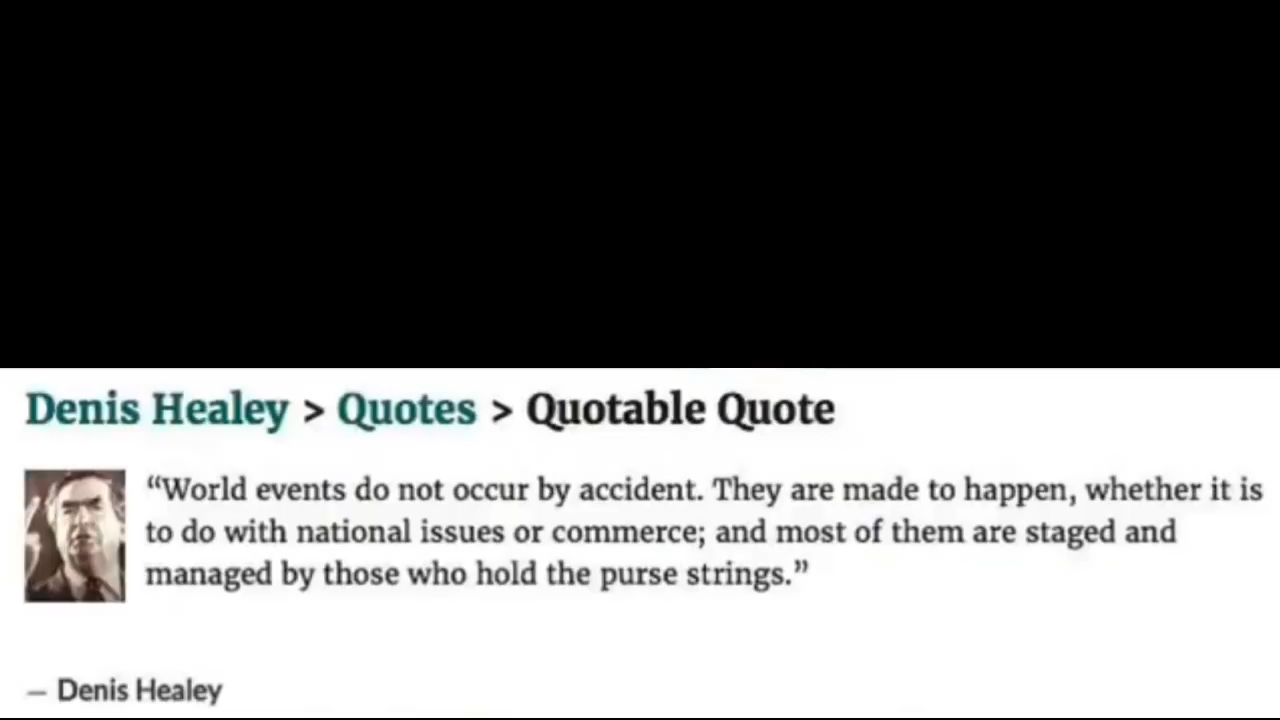 Denis Healey > Quotes > Quotable Quote
“World events do not occur by accident. They are made to happen, whether it is
to do with national issues or commerce; and most of them are staged and
managed by those who hold the purse strings.”
— Denis Healey